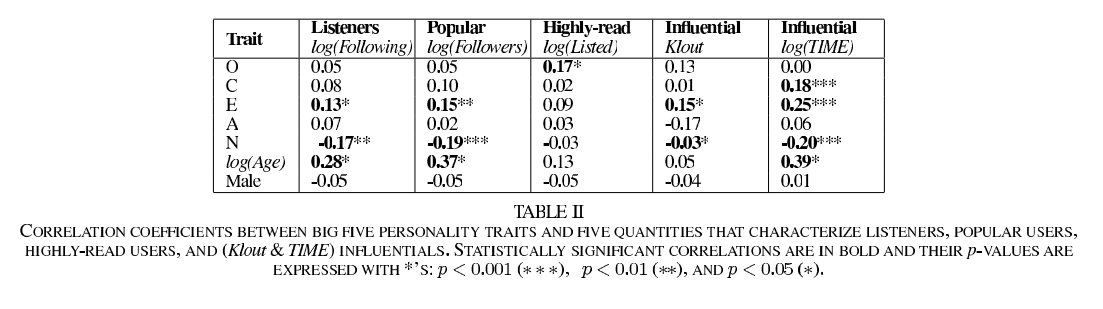 Trait Listeners Popular Highly-read Influential Influential
log(Following) log(Followers) log(Listed) Klout log(TIME)
O 0.05 0.05 0.17* 0.13 0.00
C 0.08 0.10 0.02 0.01 0.18***
E 0.13* 0.15** 0.09 0.15* 0.25***
A 0.07 0.02 0.03 -0.17 0.06
N -0.17** -0.19*** -0.03 -0.03* -0.20***
log(Age) 0.28* 0.37* 0.13 0.05 0.39*
Male -0.05 -0.05 -0.05 -0.04 0.01
TABLE II
CORRELATION COEFFICIENTS BETWEEN BIG FIVE PERSONALITY TRAITS AND FIVE QUANTITIES THAT CHARACTERIZE LISTENERS, POPULAR USERS,
HIGHLY-READ USERS, AND (Klout & TIME) INFLUENTIALS. STATISTICALLY SIGNIFICANT CORRELATIONS ARE IN BOLD AND THEIR p-VALUES ARE
EXPRESSED WITH *'S: p < 0.001 (* * *), p < 0.01 (**), AND p < 0.05 (*).